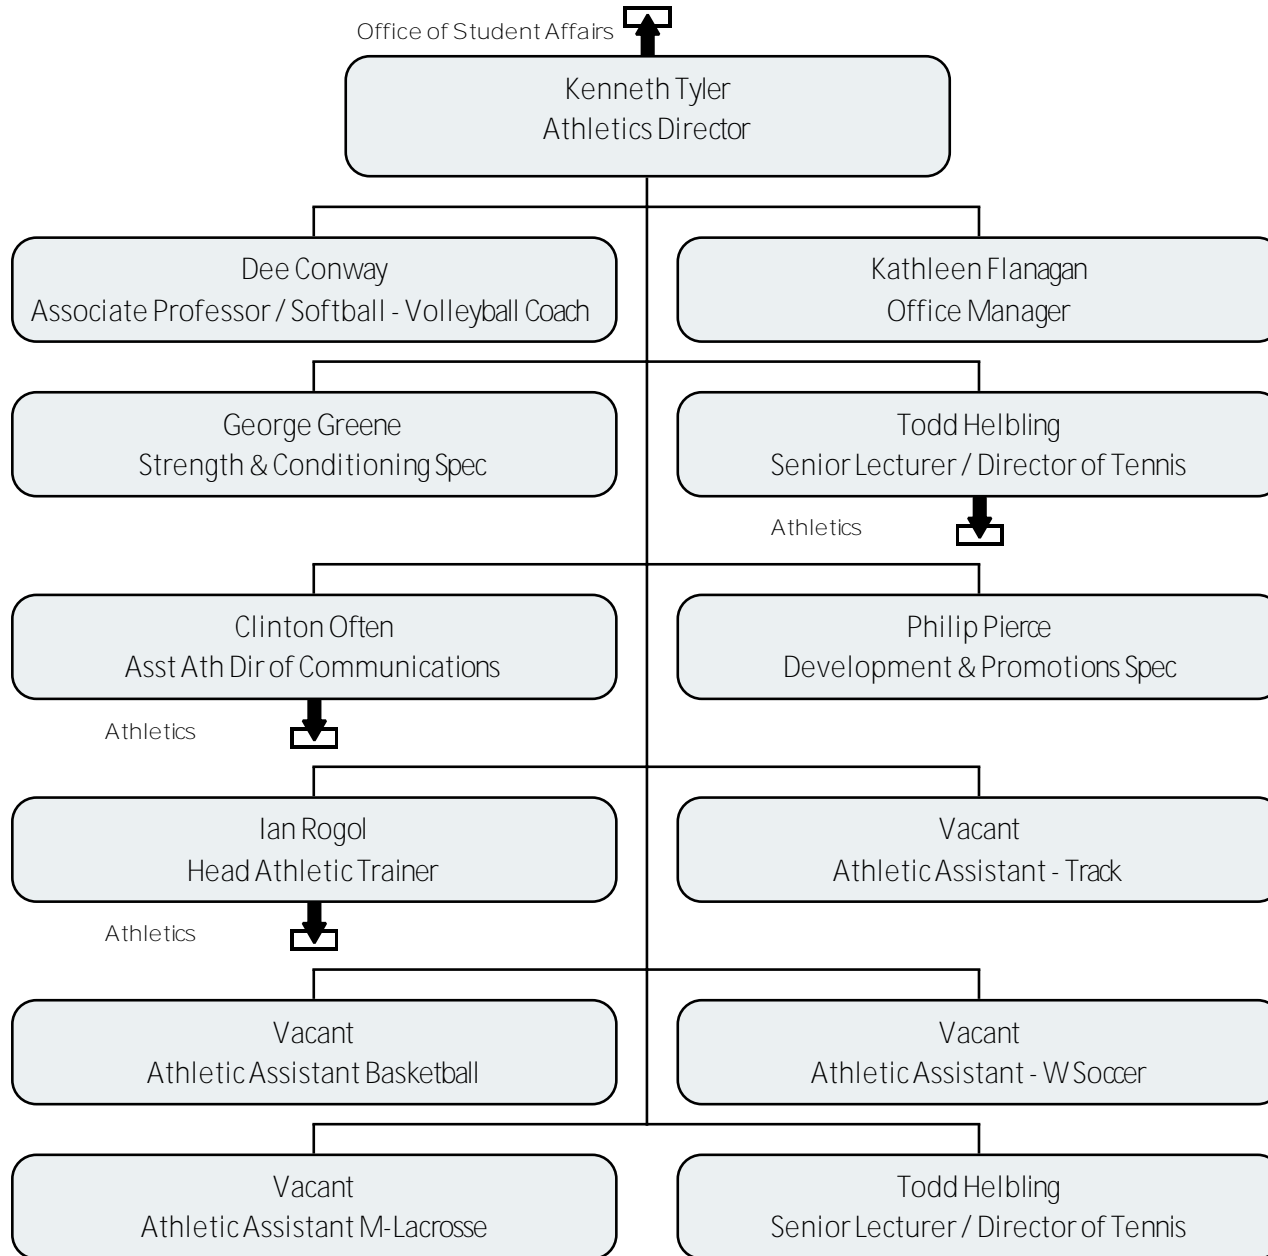 Office of Student Affairs
Kenneth Tyler
Athletics Director
Dee Conway
Associate Professor / Softball - Volleyball Coach
Kathleen Flanagan
Office Manager
George Greene
Strength & Conditioning Spec
Todd Helbling
Senior Lecturer / Director of Tennis
Athletics
Clinton Often
Asst Ath Dir of Communications
Philip Pierce
Development & Promotions Spec
Athletics
Ian Rogol
Head Athletic Trainer
Vacant
Athletic Assistant - Track
Athletics
Vacant
Athletic Assistant Basketball
Vacant
Athletic Assistant - W Soccer
Vacant
Athletic Assistant M-Lacrosse
Todd Helbling
Senior Lecturer / Director of Tennis